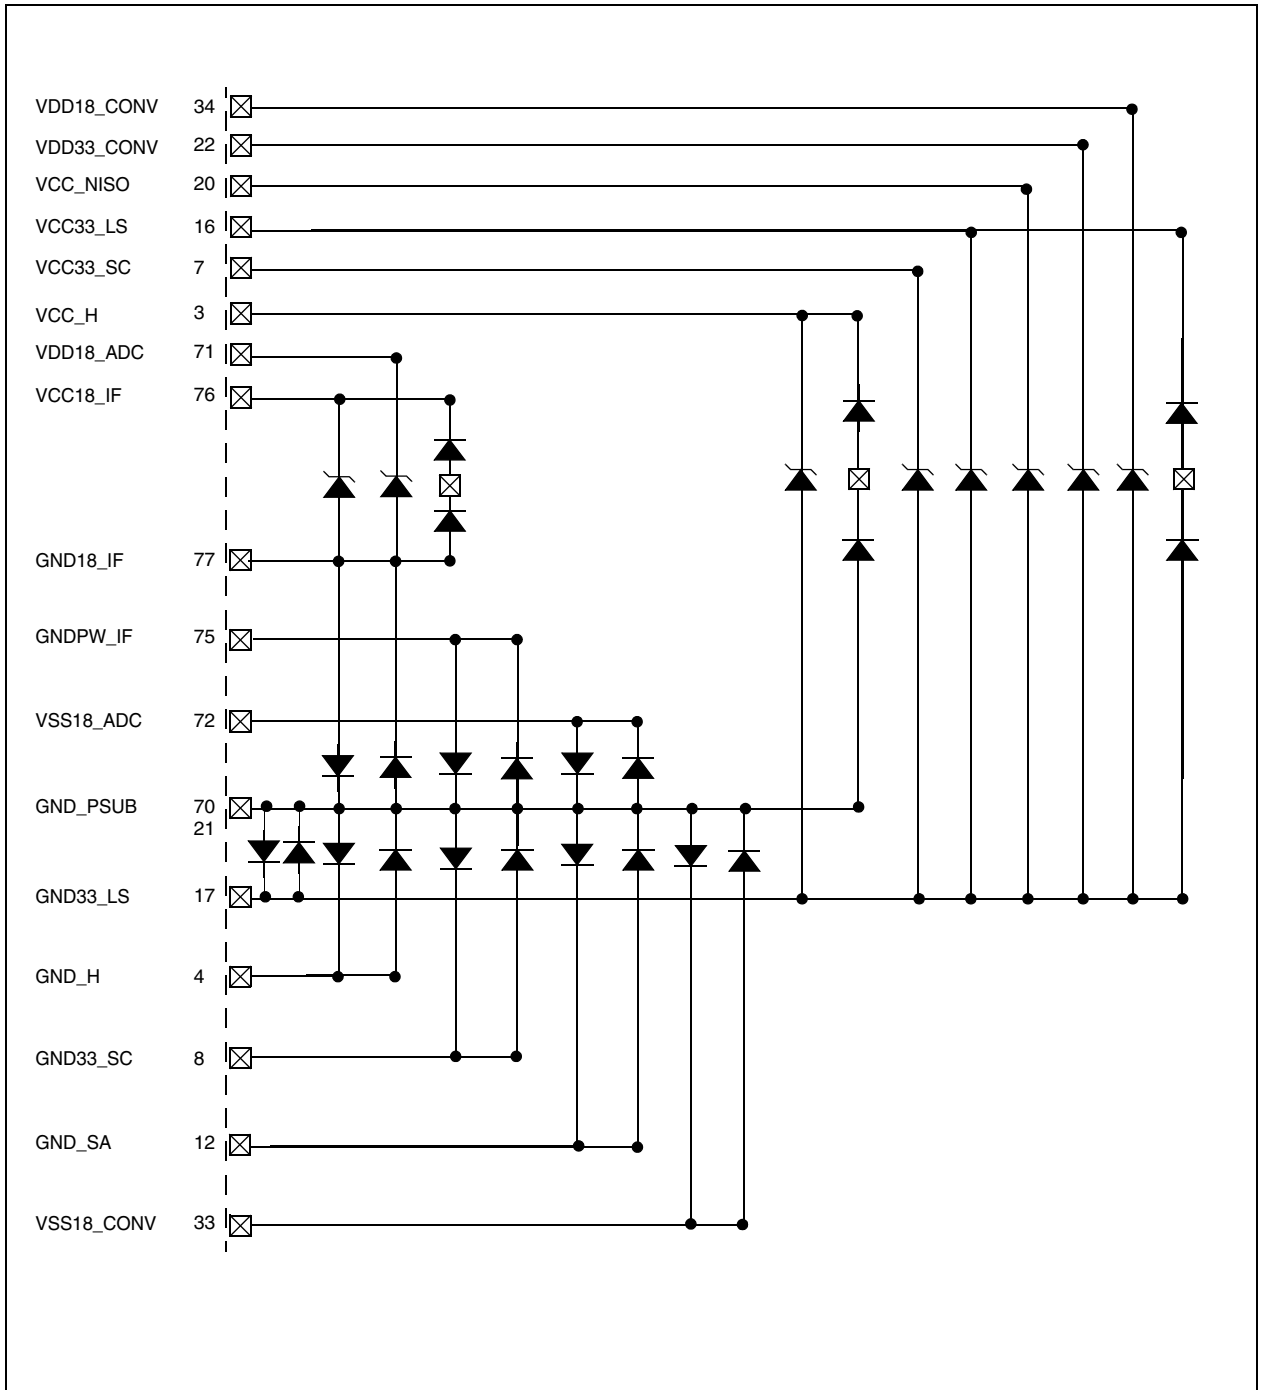 VDD18_CONV 34
VDD33_CONV 22
VCC_NISO 20
VCC33_LS 16
VCC33_SC 7
VCC_H 3
VDD18_ADC 71
VCC18_IF 76
GND18_IF 77
GNDPW_IF 75
VSS18_ADC 72
GND_PSUB 70
21
GND33_LS 17
GND_H 4
GND33_SC 8
GND_SA 12
VSS18_CONV 33